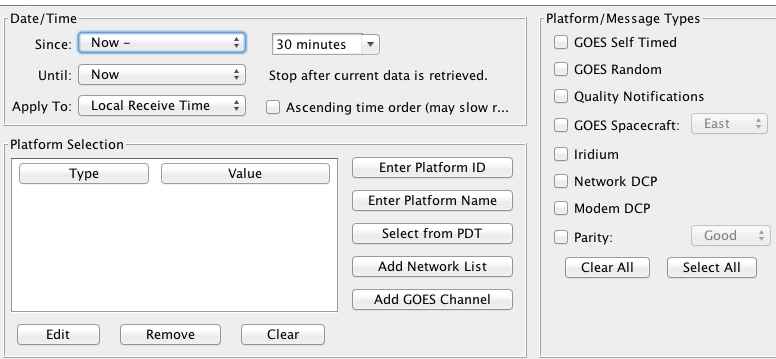 Date/Time
Since: Now – 30 minutes
Until: Now Stop after current data is retrieved.
Apply To: Local Receive Time Ascending time order (may slow r...
Platform Selection
Type Value
Enter Platform ID
Enter Platform Name
Select from PDT
Add Network List
Add GOES Channel
Edit Remove Clear
Platform/Message Types
GOES Self Timed
GOES Random
Quality Notifications
GOES Spacecraft: East
Iridium
Network DCP
Modem DCP
Parity: Good
Clear All Select All